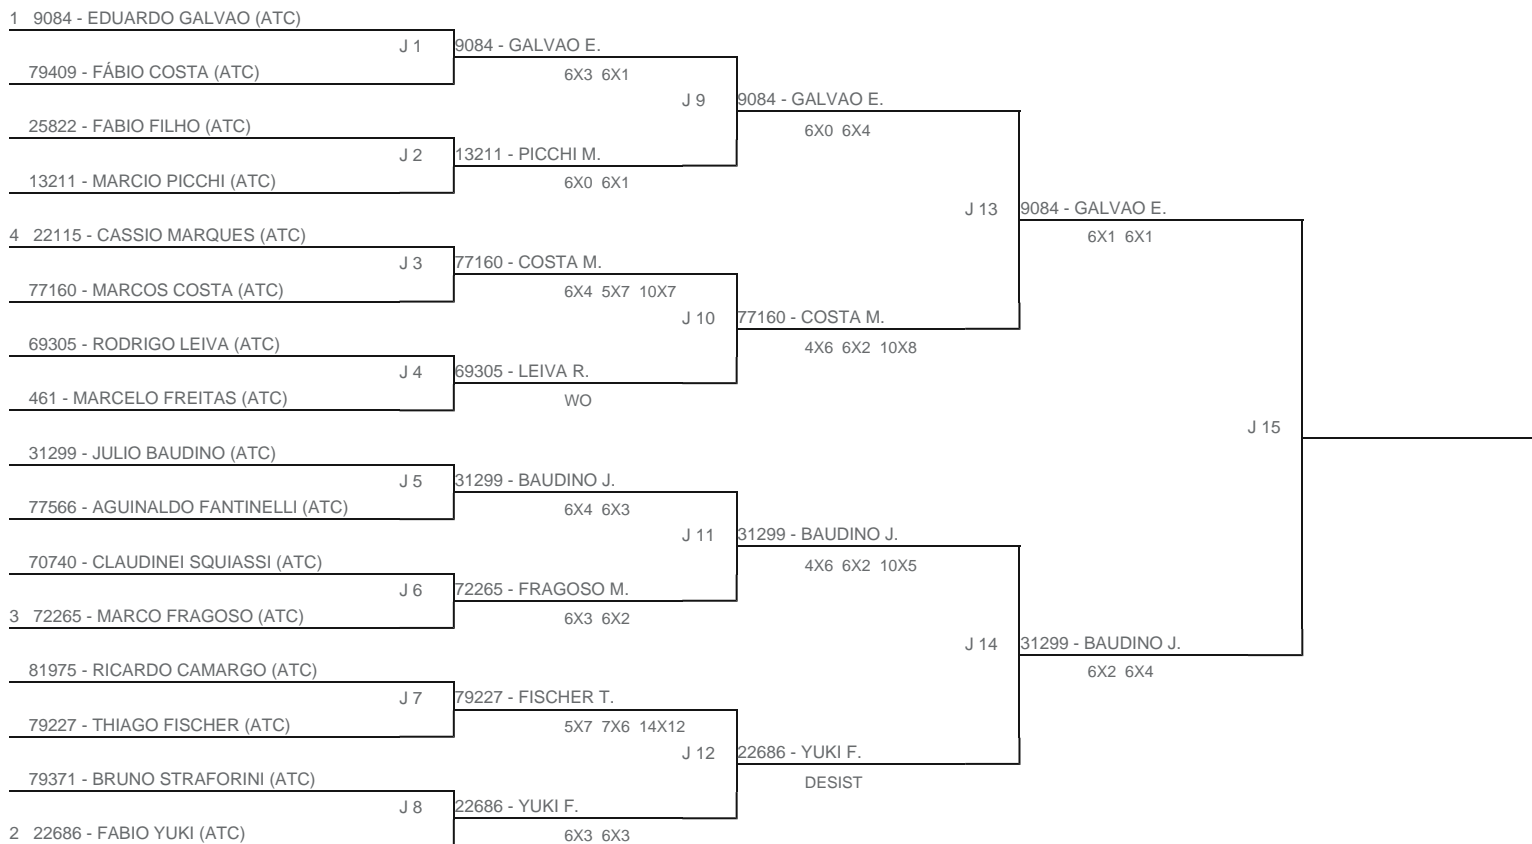 1 9084 - EDUARDO GALVAO (ATC)
J 1
9084 - GALVAO E.
79409 - FÁBIO COSTA (ATC)
6X3 6X1
J 9
9084 - GALVAO E.
25822 - FABIO FILHO (ATC)
6X0 6X4
J 2
13211 - PICCHI M.
13211 - MARCIO PICCHI (ATC)
6X0 6X1
J 13
9084 - GALVAO E.
4 22115 - CASSIO MARQUES (ATC)
6X1 6X1
J 3
77160 - COSTA M.
77160 - MARCOS COSTA (ATC)
6X4 5X7 10X7
J 10
77160 - COSTA M.
69305 - RODRIGO LEIVA (ATC)
4X6 6X2 10X8
J 4
69305 - LEIVA R.
461 - MARCELO FREITAS (ATC)
WO
J 15
31299 - JULIO BAUDINO (ATC)
J 5
31299 - BAUDINO J.
77566 - AGUINALDO FANTINELLI (ATC)
6X4 6X3
J 11
31299 - BAUDINO J.
70740 - CLAUDINEI SQUIASSI (ATC)
4X6 6X2 10X5
J 6
72265 - FRAGOSO M.
3 72265 - MARCO FRAGOSO (ATC)
6X3 6X2
J 14
31299 - BAUDINO J.
81975 - RICARDO CAMARGO (ATC)
6X2 6X4
J 7
79227 - FISCHER T.
79227 - THIAGO FISCHER (ATC)
5X7 7X6 14X12
J 12
22686 - YUKI F.
79371 - BRUNO STRAFORINI (ATC)
DESIST
J 8
22686 - YUKI F.
2 22686 - FABIO YUKI (ATC)
6X3 6X3